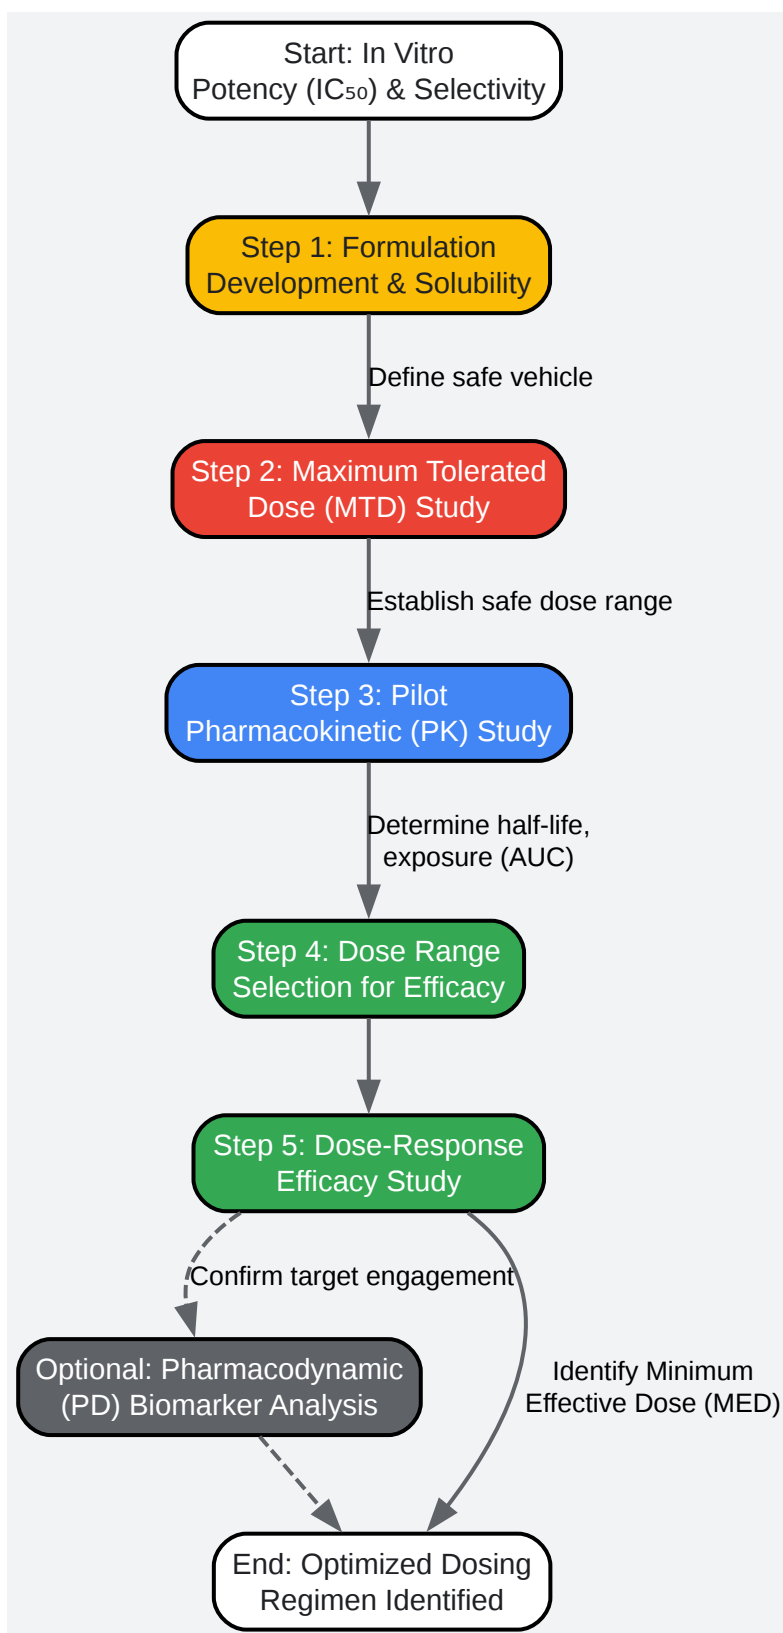 Start: In Vitro
Potency (IC₅₀) & Selectivity
Step 1: Formulation
Development & Solubility
Define safe vehicle
Step 2: Maximum Tolerated
Dose (MTD) Study
Establish safe dose range
Step 3: Pilot
Pharmacokinetic (PK) Study
Determine half-life,
exposure (AUC)
Step 4: Dose Range
Selection for Efficacy
Step 5: Dose-Response
Efficacy Study
Confirm target engagement
Optional: Pharmacodynamic
(PD) Biomarker Analysis
Identify Minimum
Effective Dose (MED)
End: Optimized Dosing
Regimen Identified